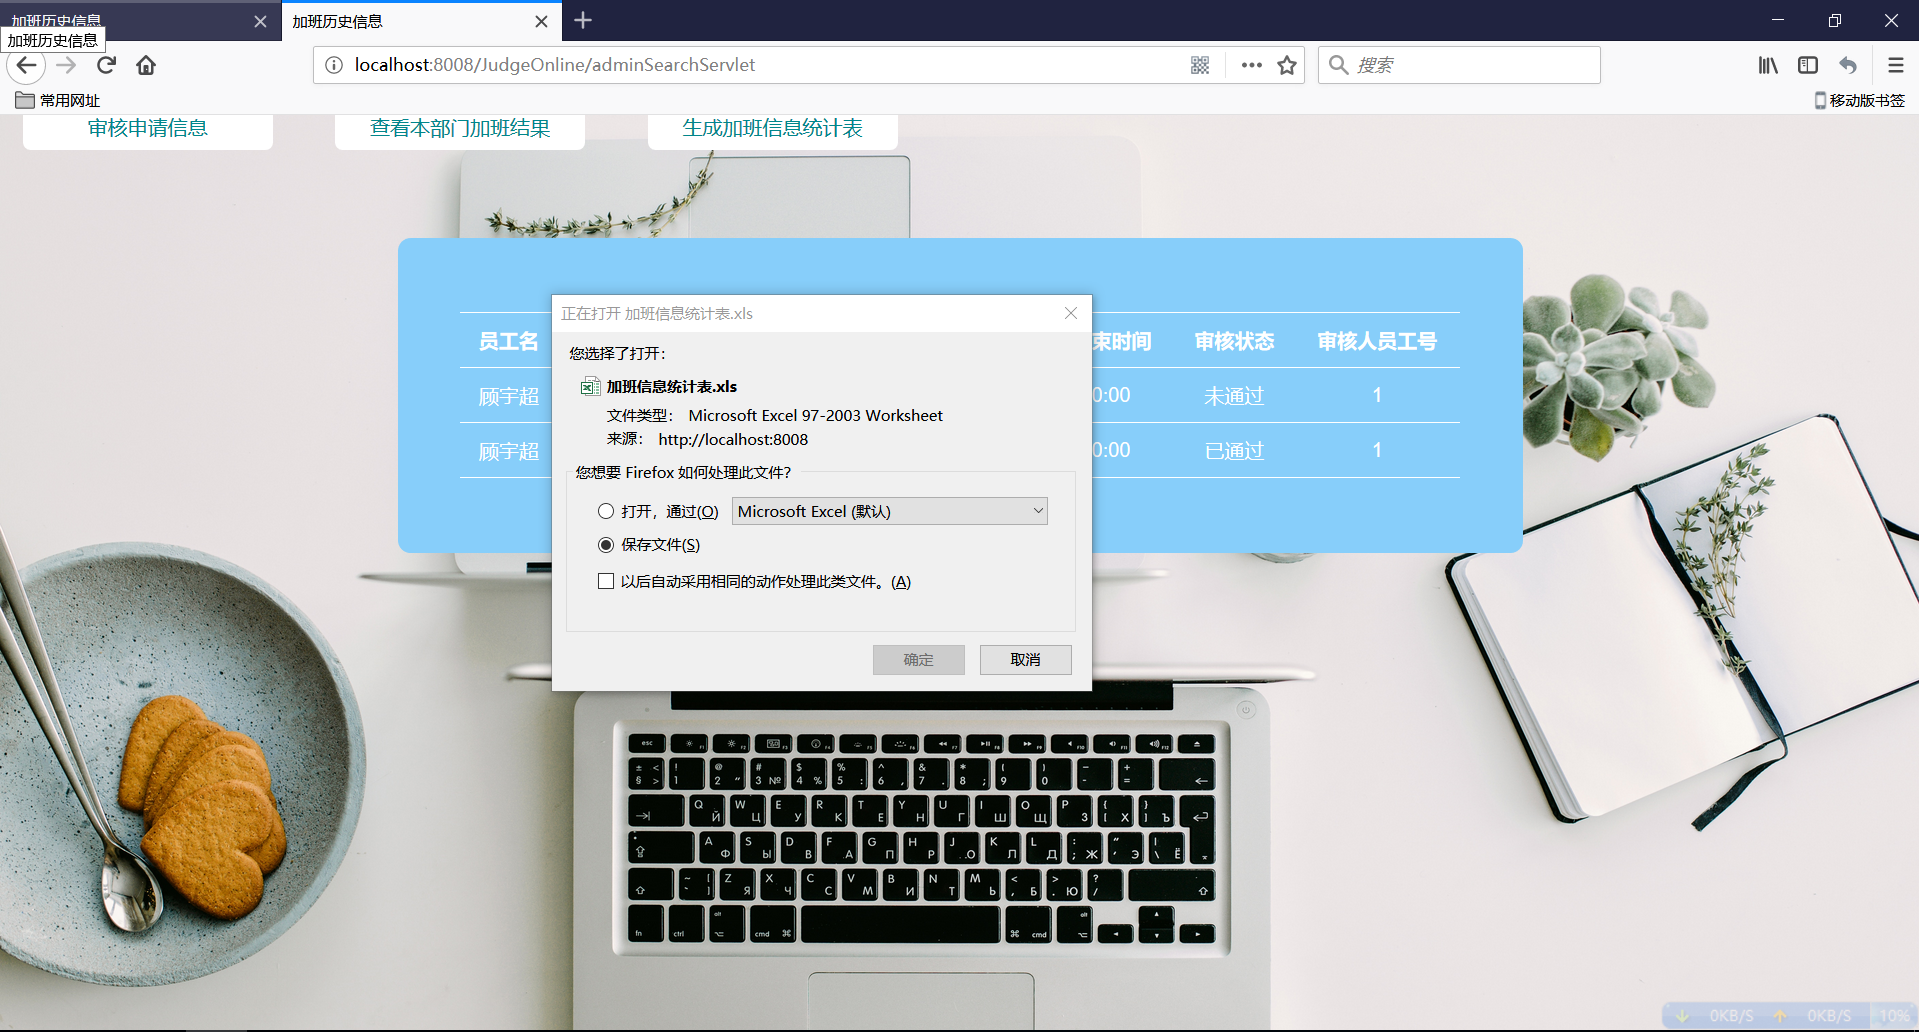 加班历史信息
加班历史信息
加班历史信息
localhost:8008/JudgeOnline/adminSearchServlet
搜索
常用网址
移动版书签
审核申请信息
查看本部门加班结果
生成加班信息统计表
员工名
束时间
审核状态
审核人员工号
顾宇超
0:00
未通过
1
顾宇超
0:00
已通过
1
正在打开 加班信息统计表.xls
您选择了打开：
加班信息统计表.xls
文件类型： Microsoft Excel 97-2003 Worksheet
来源： http://localhost:8008
您想要 Firefox 如何处理此文件？
打开，通过(O)
Microsoft Excel (默认)
保存文件(S)
以后自动采用相同的动作处理此类文件。(A)
确定
取消
esc
Q Й W Ц E У R К T Е Y Н U Г I Ш O Щ P З
A Ф S Ы D В F А G П H Р J О K Л L Д
Z Я X Ч C С V М B И N Т M Ь
fn ctrl alt cmd cmd alt
0KB/S
0KB/S
10%